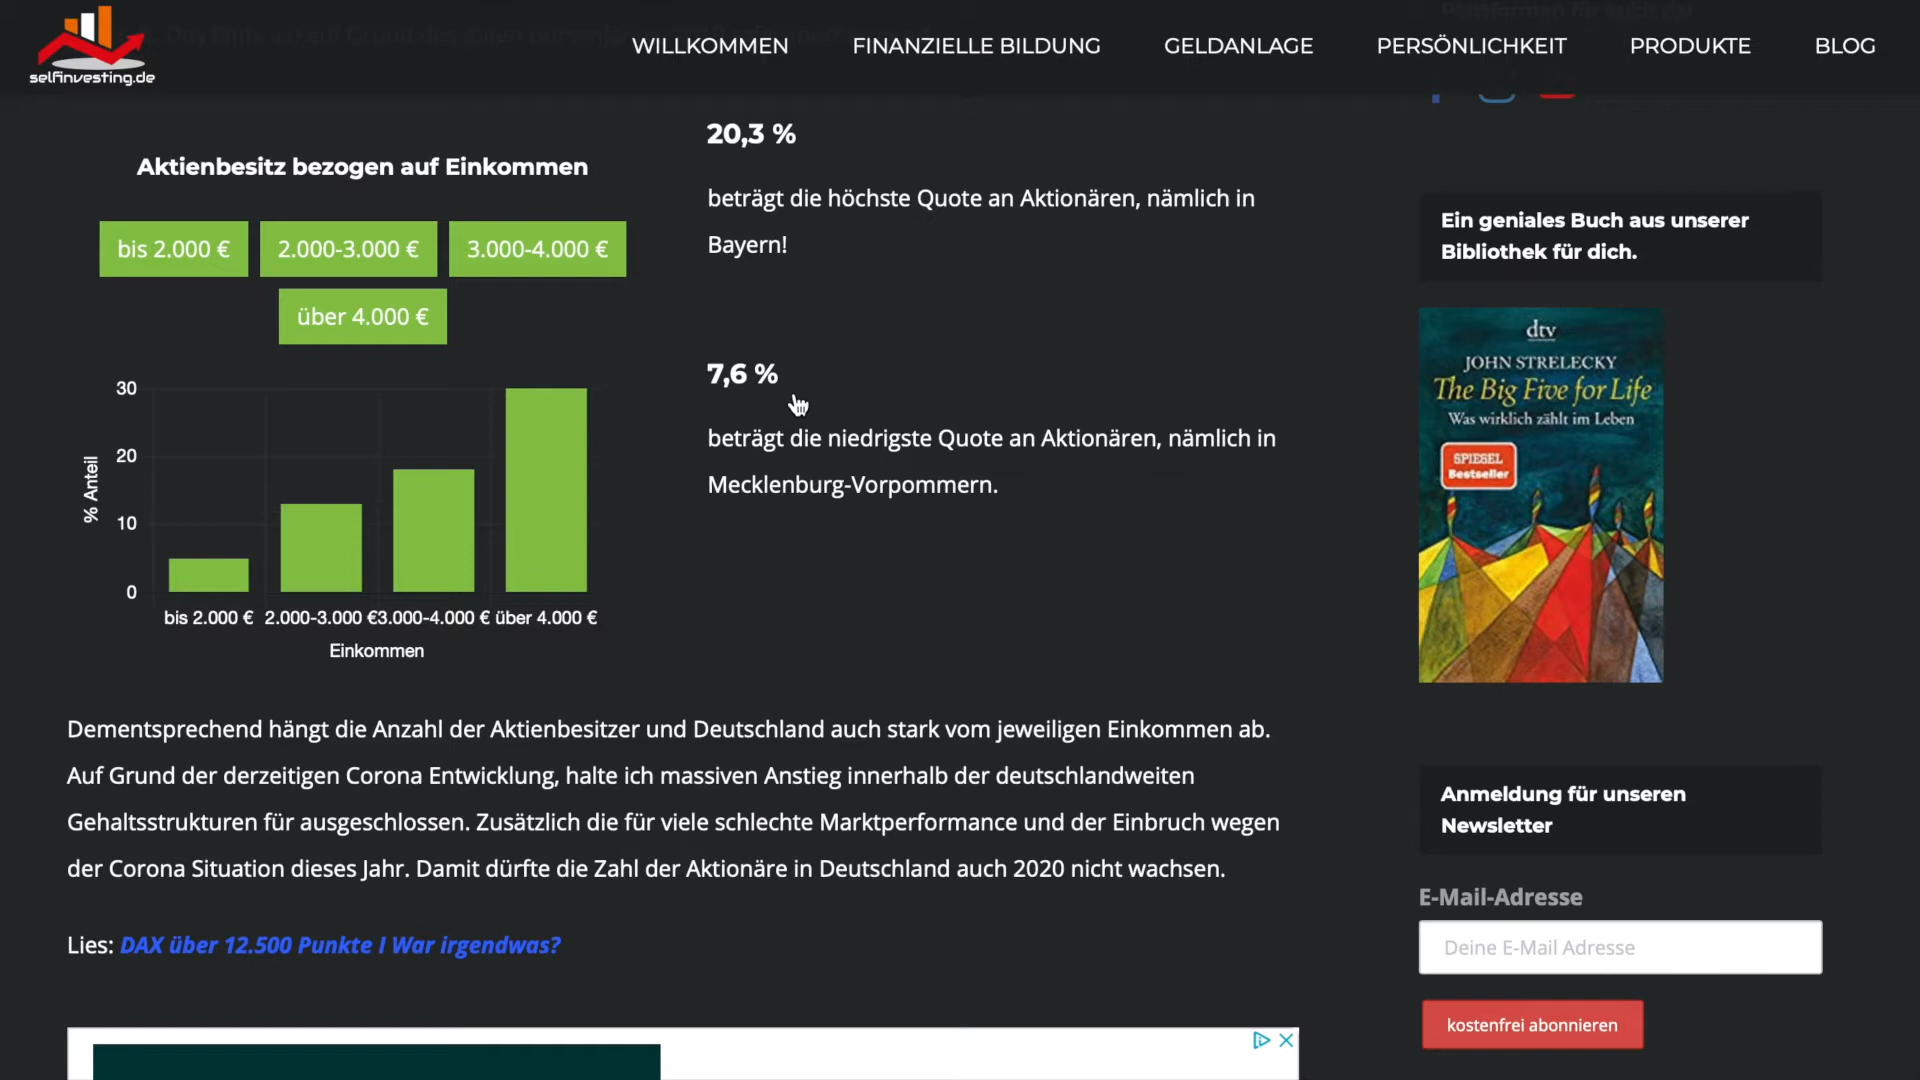 selfinvesting.de
WILLKOMMEN
FINANZIELLE BILDUNG
GELDANLAGE
PERSÖNLICHKEIT
PRODUKTE
BLOG
Aktienbesitz bezogen auf Einkommen
bis 2.000 €
2.000-3.000 €
3.000-4.000 €
über 4.000 €
30
20
10
0
% Anteil
bis 2.000 €
2.000-3.000 €
3.000-4.000 €
über 4.000 €
Einkommen
20,3 %
beträgt die höchste Quote an Aktionären, nämlich in
Bayern!
7,6 %
beträgt die niedrigste Quote an Aktionären, nämlich in
Mecklenburg-Vorpommern.
Dementsprechend hängt die Anzahl der Aktienbesitzer und Deutschland auch stark vom jeweiligen Einkommen ab.
Auf Grund der derzeitigen Corona Entwicklung, halte ich massiven Anstieg innerhalb der deutschlandweiten
Gehaltsstrukturen für ausgeschlossen. Zusätzlich die für viele schlechte Marktperformance und der Einbruch wegen
der Corona Situation dieses Jahr. Damit dürfte die Zahl der Aktionäre in Deutschland auch 2020 nicht wachsen.
Lies: DAX über 12.500 Punkte I War irgendwas?
Ein geniales Buch aus unserer
Bibliothek für dich.
dtv
JOHN STRELECKY
The Big Five for Life
Was wirklich zählt im Leben
SPIEGEL
Bestseller
Anmeldung für unseren
Newsletter
E-Mail-Adresse
Deine E-Mail Adresse
kostenfrei abonnieren